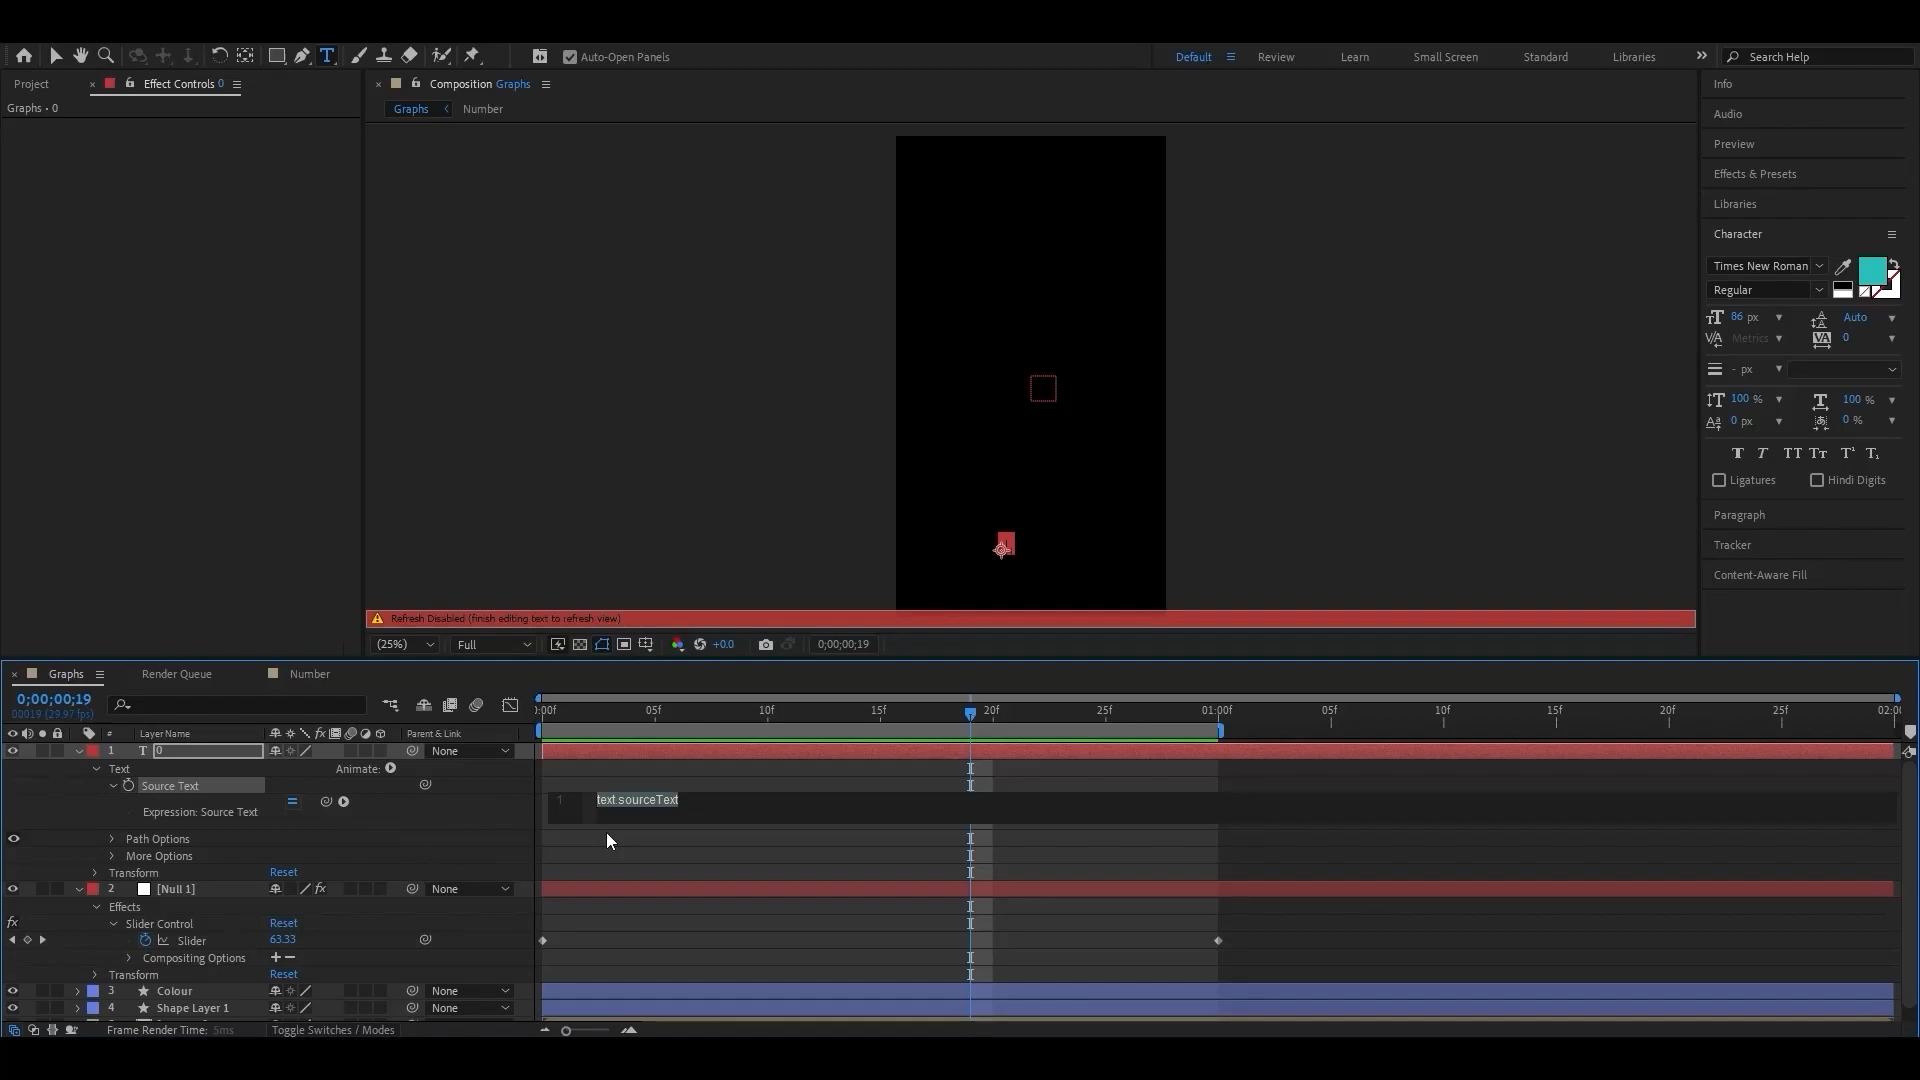 Auto-Open Panels
Default
Review
Learn
Small Screen
Standard
Libraries
Search Help
Project
Effect Controls 0
Composition Graphs
Graphs • 0
Graphs
Number
Info
Audio
Preview
Effects & Presets
Libraries
Character
Times New Roman
Regular
86 px
Auto
Metrics
0
- px
100 %
100 %
0 px
0 %
Ligatures
Hindi Digits
Paragraph
Tracker
Content-Aware Fill
Refresh Disabled (finish editing text to refresh view)
(25%)
Full
+0.0
0;00;00;19
Graphs
Render Queue
Number
0;00;00;19
00019 (29.97 fps)
:00f
05f
10f
15f
20f
25f
01:00f
05f
10f
15f
20f
25f
02:00
#
Layer Name
Parent & Link
1
T
0
None
Text
Animate:
Source Text
Expression: Source Text
1
text.sourceText
Path Options
More Options
Transform
Reset
2
[Null 1]
fx
None
Effects
fx
Slider Control
Reset
Slider
63.33
Compositing Options
+ −
Transform
Reset
3
Colour
None
4
Shape Layer 1
None
Frame Render Time: 5ms
Toggle Switches / Modes